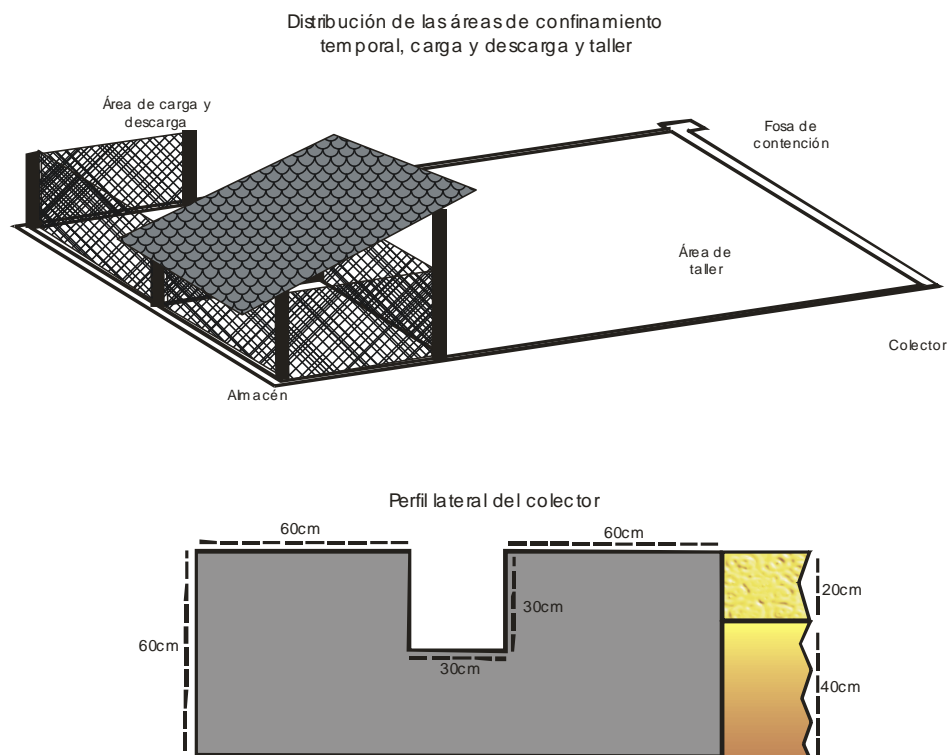 Distribución de las áreas de confinamiento
temporal, carga y descarga y taller
Área de carga y
descarga
Fosa de
contención
Área de
taller
Colector
Almacén
Perfil lateral del colector
60cm
60cm
20cm
30cm
60cm
30cm
40cm